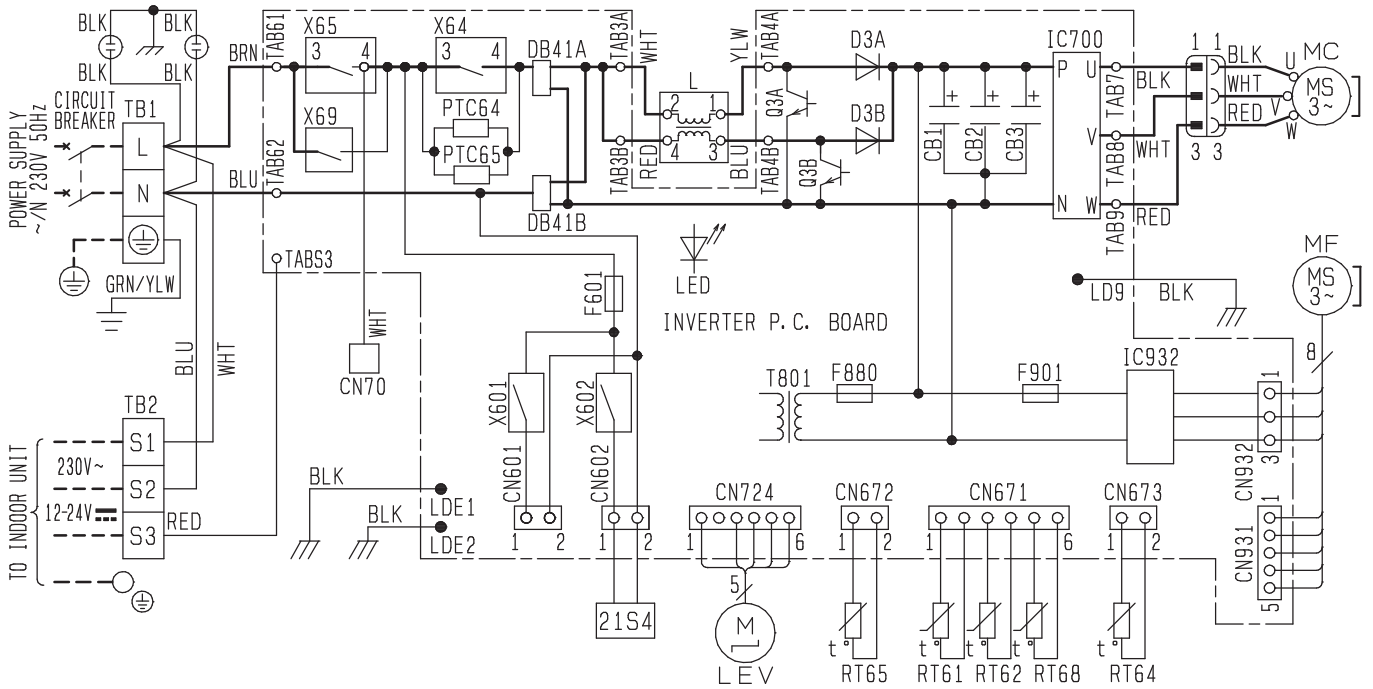 BLK
BLK
BLK
BLK
POWER SUPPLY
~/N 230V 50Hz
CIRCUIT
BREAKER
TB1
L
N
GRN/YLW
BRN
BLU
BLU
WHT
TAB61
TAB62
TABS3
X65
3 4
X69
X64
3 4
PTC64
PTC65
DB41A
DB41B
TAB3A
WHT
TAB3B
RED
L
2 1
4 3
YLW
TAB4A
BLU
TAB4B
Q3A
Q3B
D3A
D3B
+ + +
CB1
CB2
CB3
IC700
P U
V
N W
TAB7
TAB8
TAB9
BLK
WHT
RED
1 1
3 3
BLK
WHT
RED
U
V
W
MC
MS
3~
MF
MS
3~
8
LED
LD9
BLK
INVERTER P.C. BOARD
WHT
CN70
F601
X601
X602
T801
F880
F901
IC932
1
3
CN932
1
5
CN931
TB2
S1
S2
S3
TO INDOOR UNIT
230V~
12-24V
RED
BLK
LDE1
BLK
LDE2
CN601
1 2
CN602
1 2
21S4
CN724
1 6
5
M
LEV
CN672
1 2
t°
RT65
CN671
1 6
t° t° t°
RT61 RT62 RT68
CN673
1 2
t°
RT64